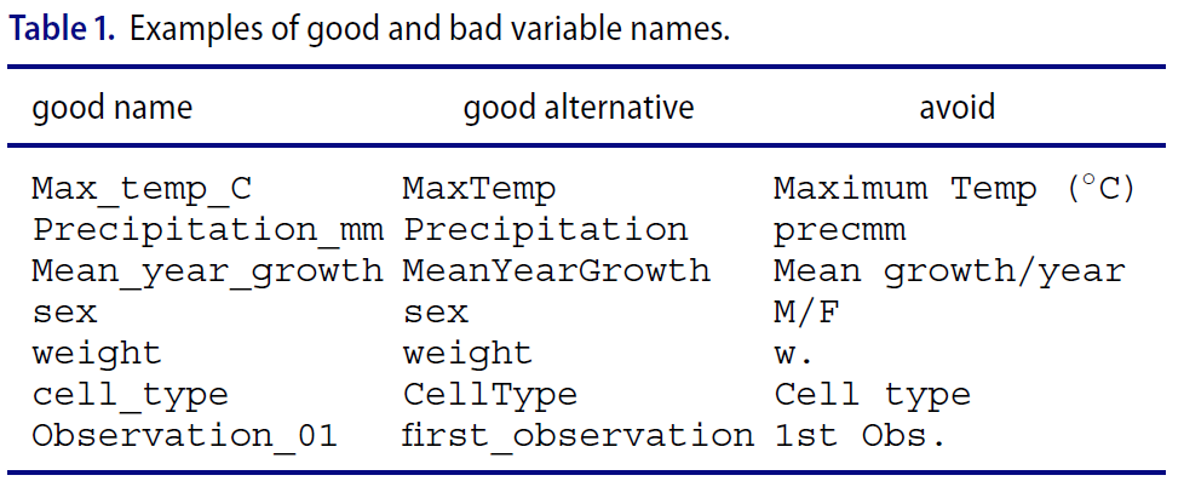 Table 1. Examples of good and bad variable names.
good name good alternative avoid
Max_temp_C MaxTemp Maximum Temp (°C)
Precipitation_mm Precipitation precmm
Mean_year_growth MeanYearGrowth Mean growth/year
sex sex M/F
weight weight w.
cell_type CellType Cell type
Observation_01 first_observation 1st Obs.